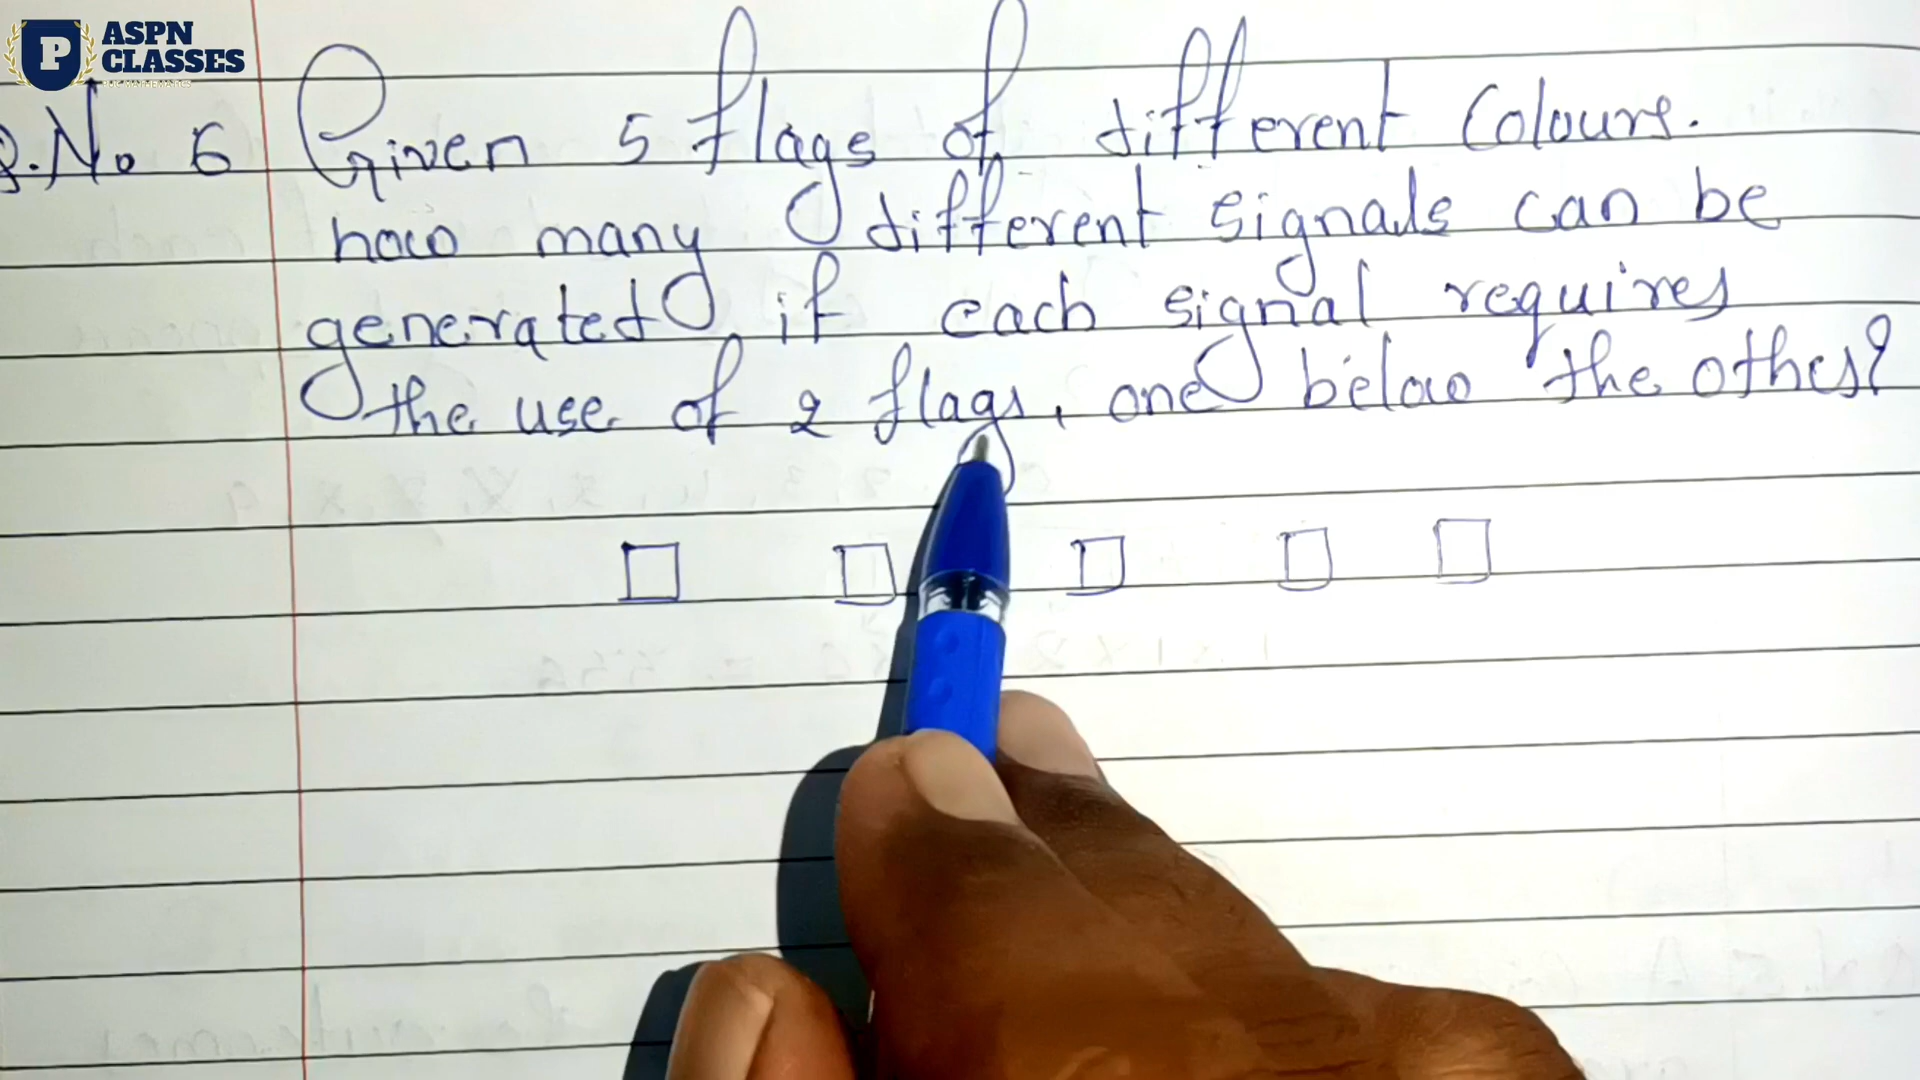 ASPN
CLASSES
Q.No 6 Given 5 flags of different Colours.
how many different signals can be
generated if each signal requires
the use of 2 flags, one below the other?